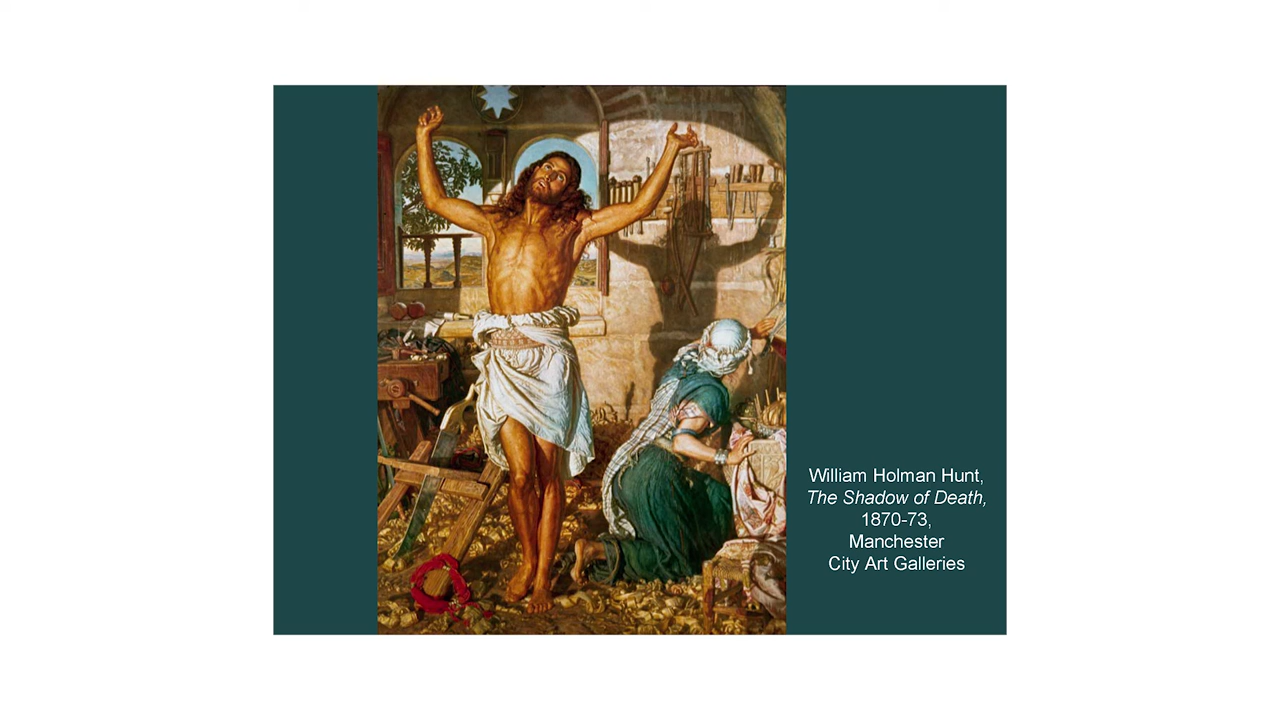 William Holman Hunt,
The Shadow of Death,
1870-73,
Manchester
City Art Galleries